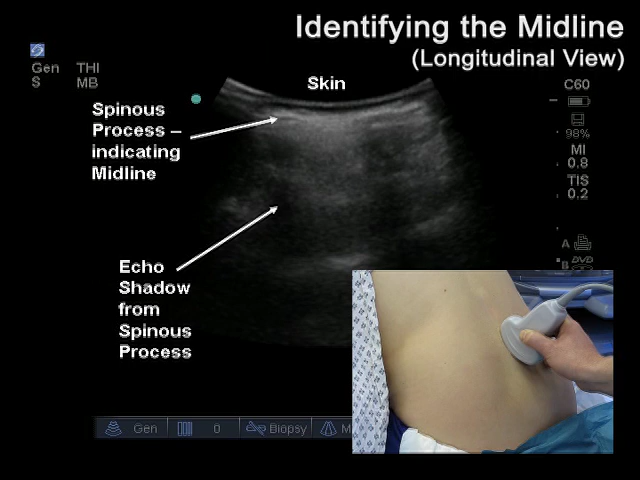 Identifying the Midline
(Longitudinal View)
Gen
S
THI
MB
Skin
C60
98%
MI
0.8
TIS
0.2
A
B
DVD
Spinous
Process –
indicating
Midline
Echo
Shadow
from
Spinous
Process
Gen
0
Biopsy
M